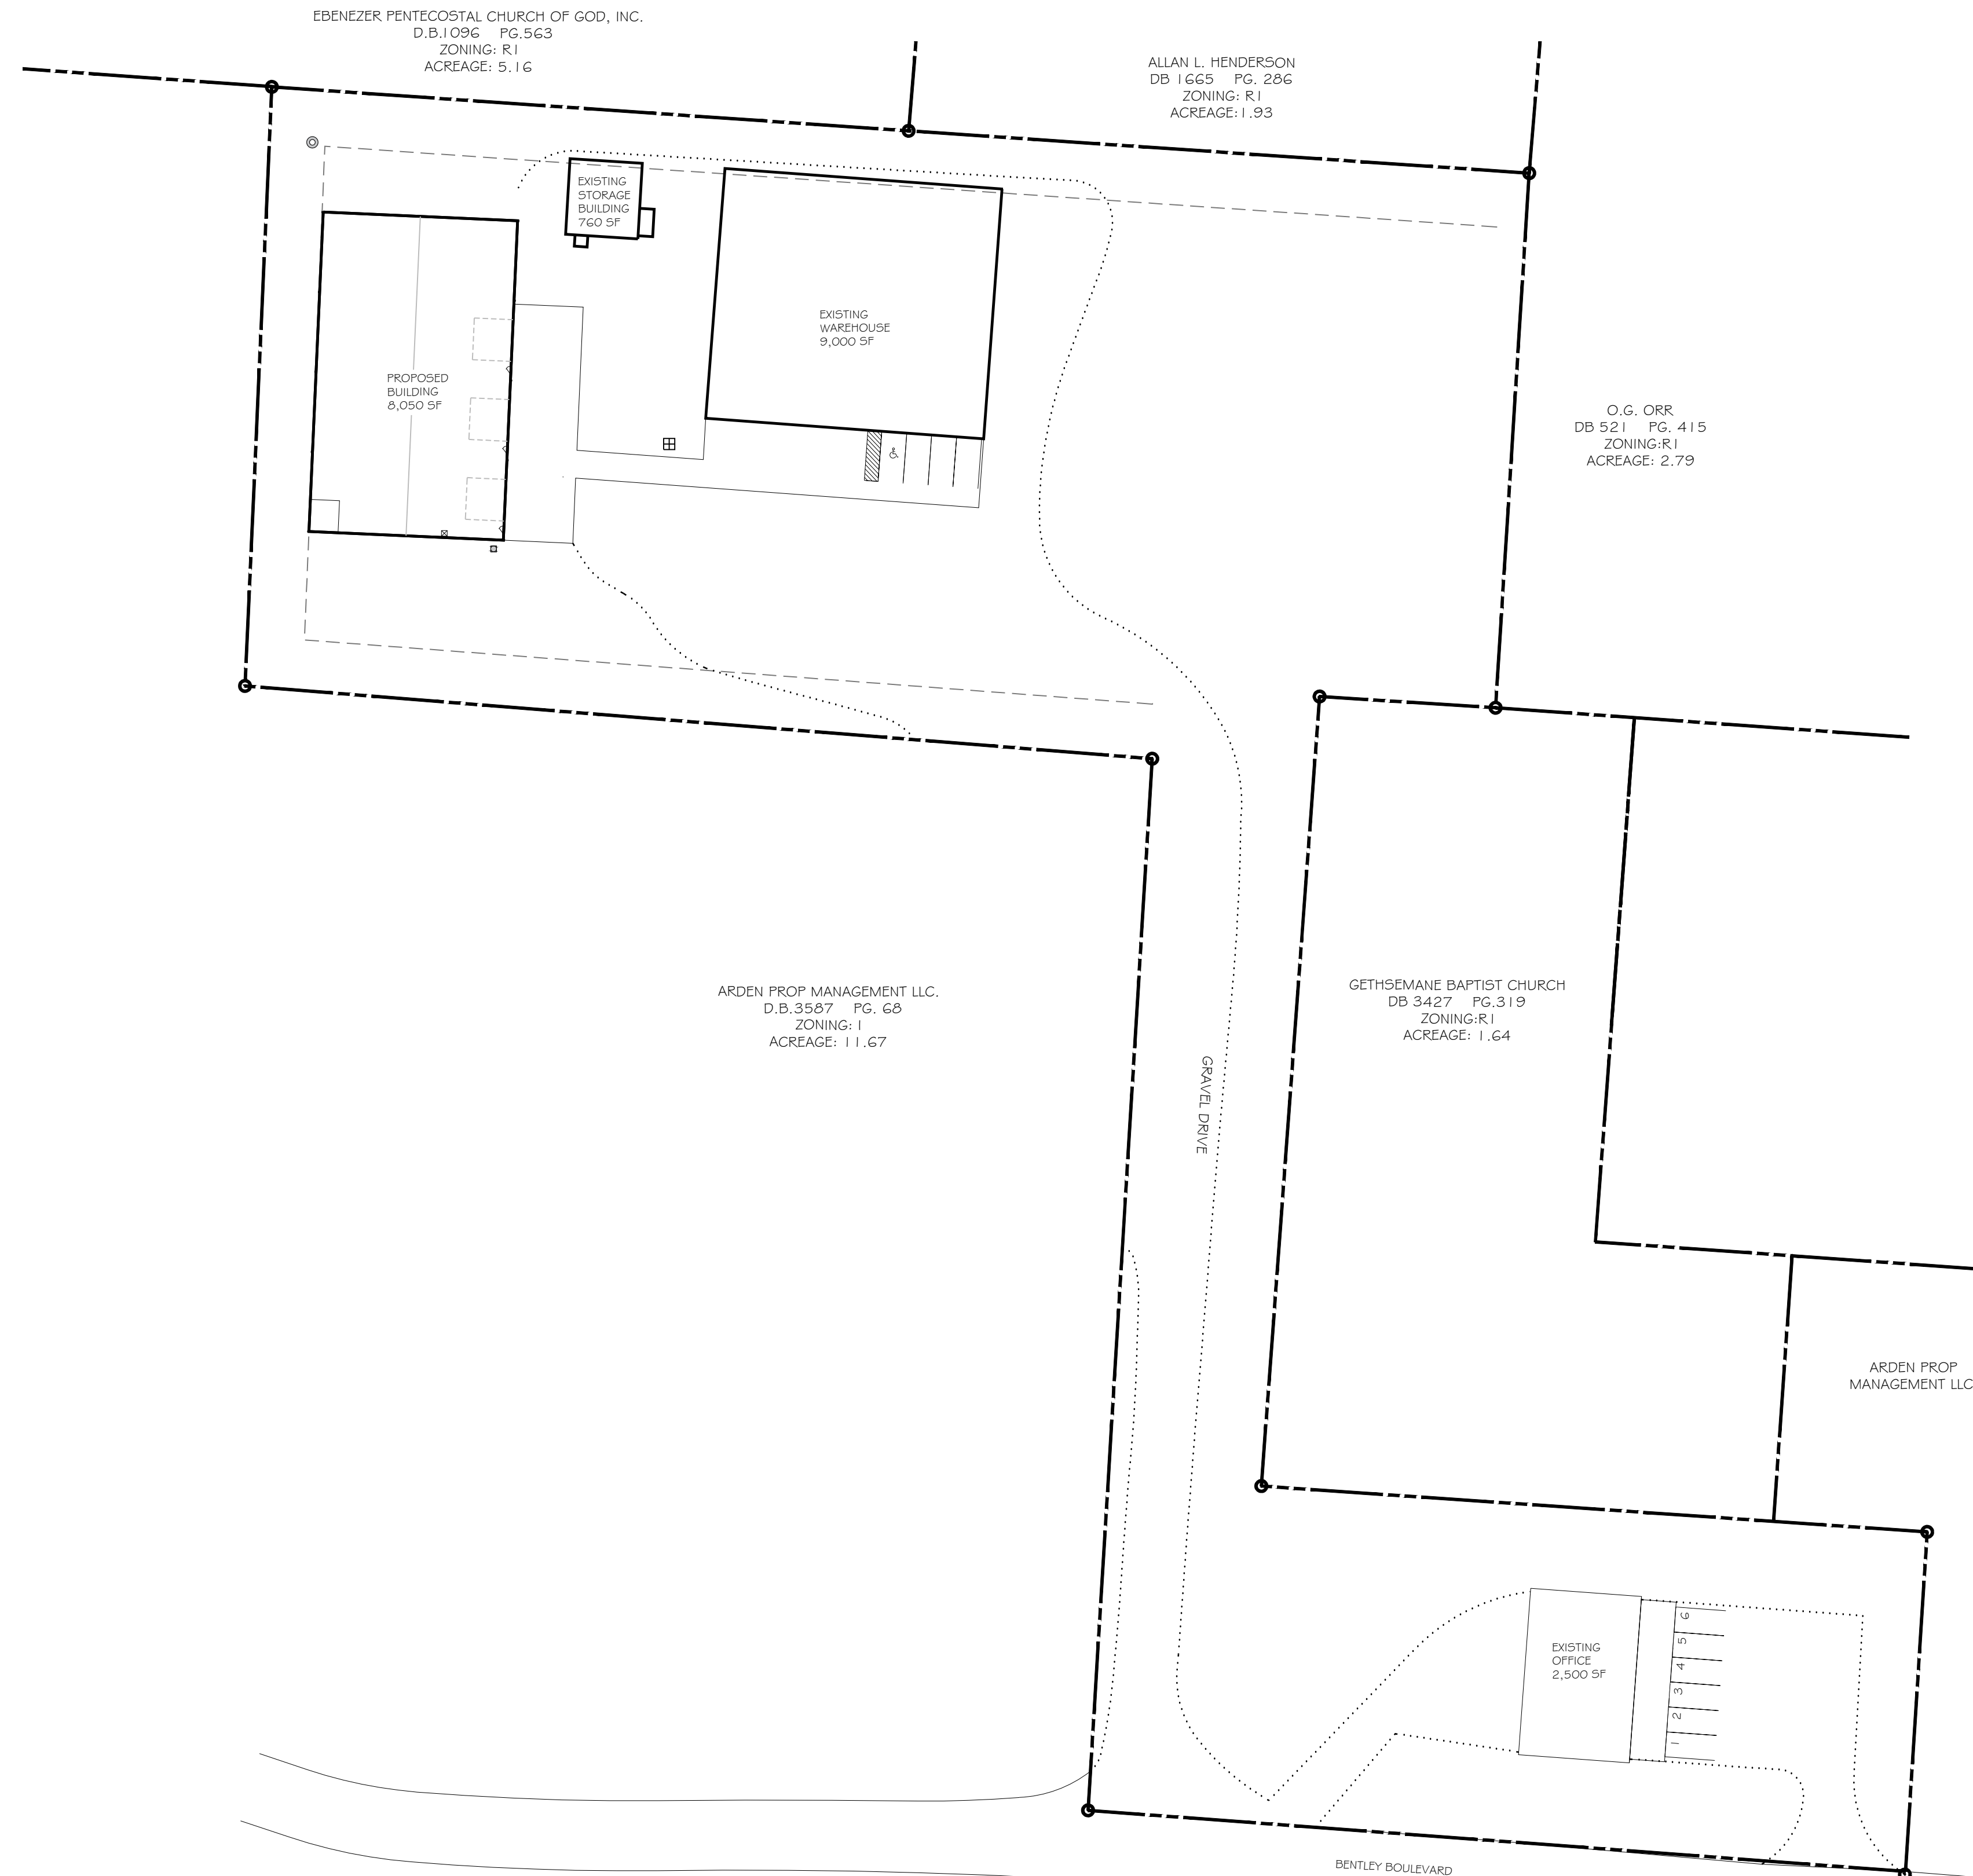 EBENEZER PENTECOSTAL CHURCH OF GOD, INC.
D.B.1096 PG.563
ZONING: R1
ACREAGE: 5.16
ALLAN L. HENDERSON
DB 1665 PG. 286
ZONING: R1
ACREAGE:1.93
EXISTING
STORAGE
BUILDING
760 SF
EXISTING
WAREHOUSE
9,000 SF
PROPOSED
BUILDING
8,050 SF
O.G. ORR
DB 521 PG. 415
ZONING:R1
ACREAGE: 2.79
ARDEN PROP MANAGEMENT LLC.
D.B.3587 PG. 68
ZONING: I
ACREAGE: 11.67
GETHSEMANE BAPTIST CHURCH
DB 3427 PG.319
ZONING:R1
ACREAGE: 1.64
GRAVEL DRIVE
ARDEN PROP
MANAGEMENT LLC
EXISTING
OFFICE
2,500 SF
6
5
4
3
2
1
BENTLEY BOULEVARD